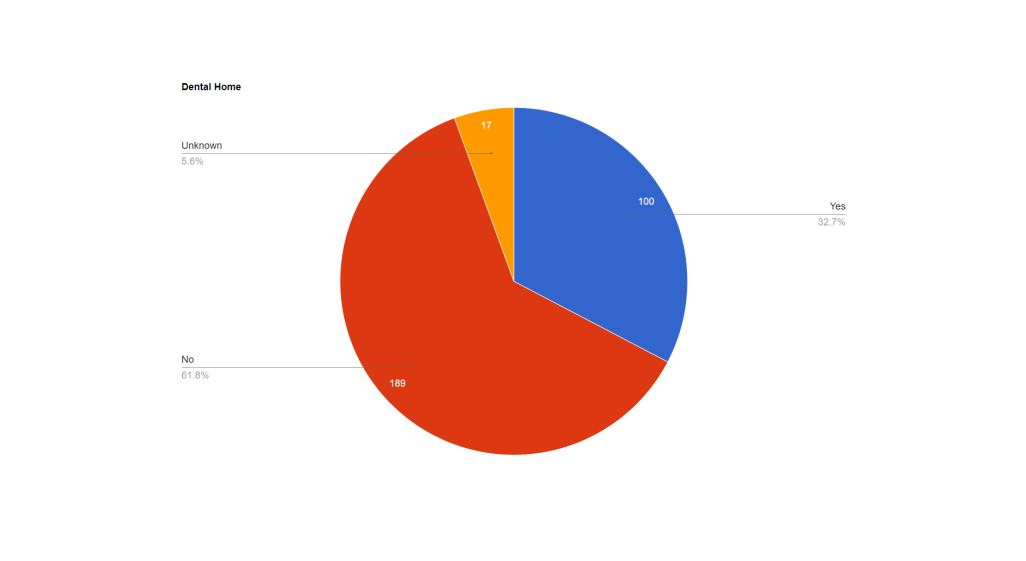 Dental Home
17
Unknown
5.6%
100
Yes
32.7%
No
61.8%
189